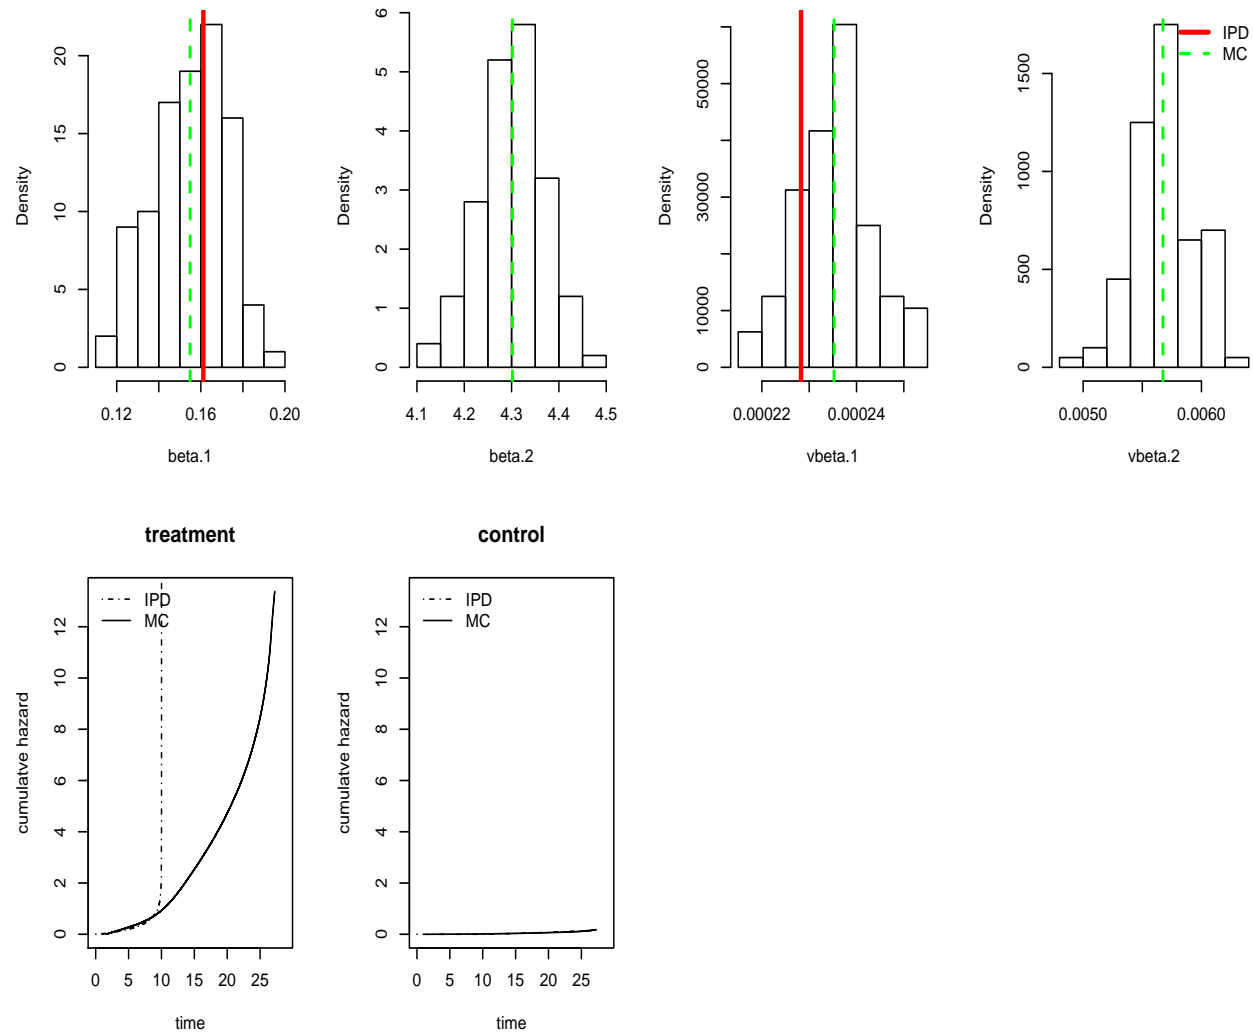 Density
0 5 10 15 20
0.12 0.16 0.20
beta.1
Density
0 1 2 3 4 5 6
4.1 4.2 4.3 4.4 4.5
beta.2
Density
0 10000 30000 50000
0.00022 0.00024
vbeta.1
Density
0 500 1000 1500
0.0050 0.0060
vbeta.2
IPD
MC
treatment
cumulatve hazard
0 2 4 6 8 10 12
IPD
MC
0 5 10 15 20 25
time
control
cumulatve hazard
0 2 4 6 8 10 12
IPD
MC
0 5 10 15 20 25
time